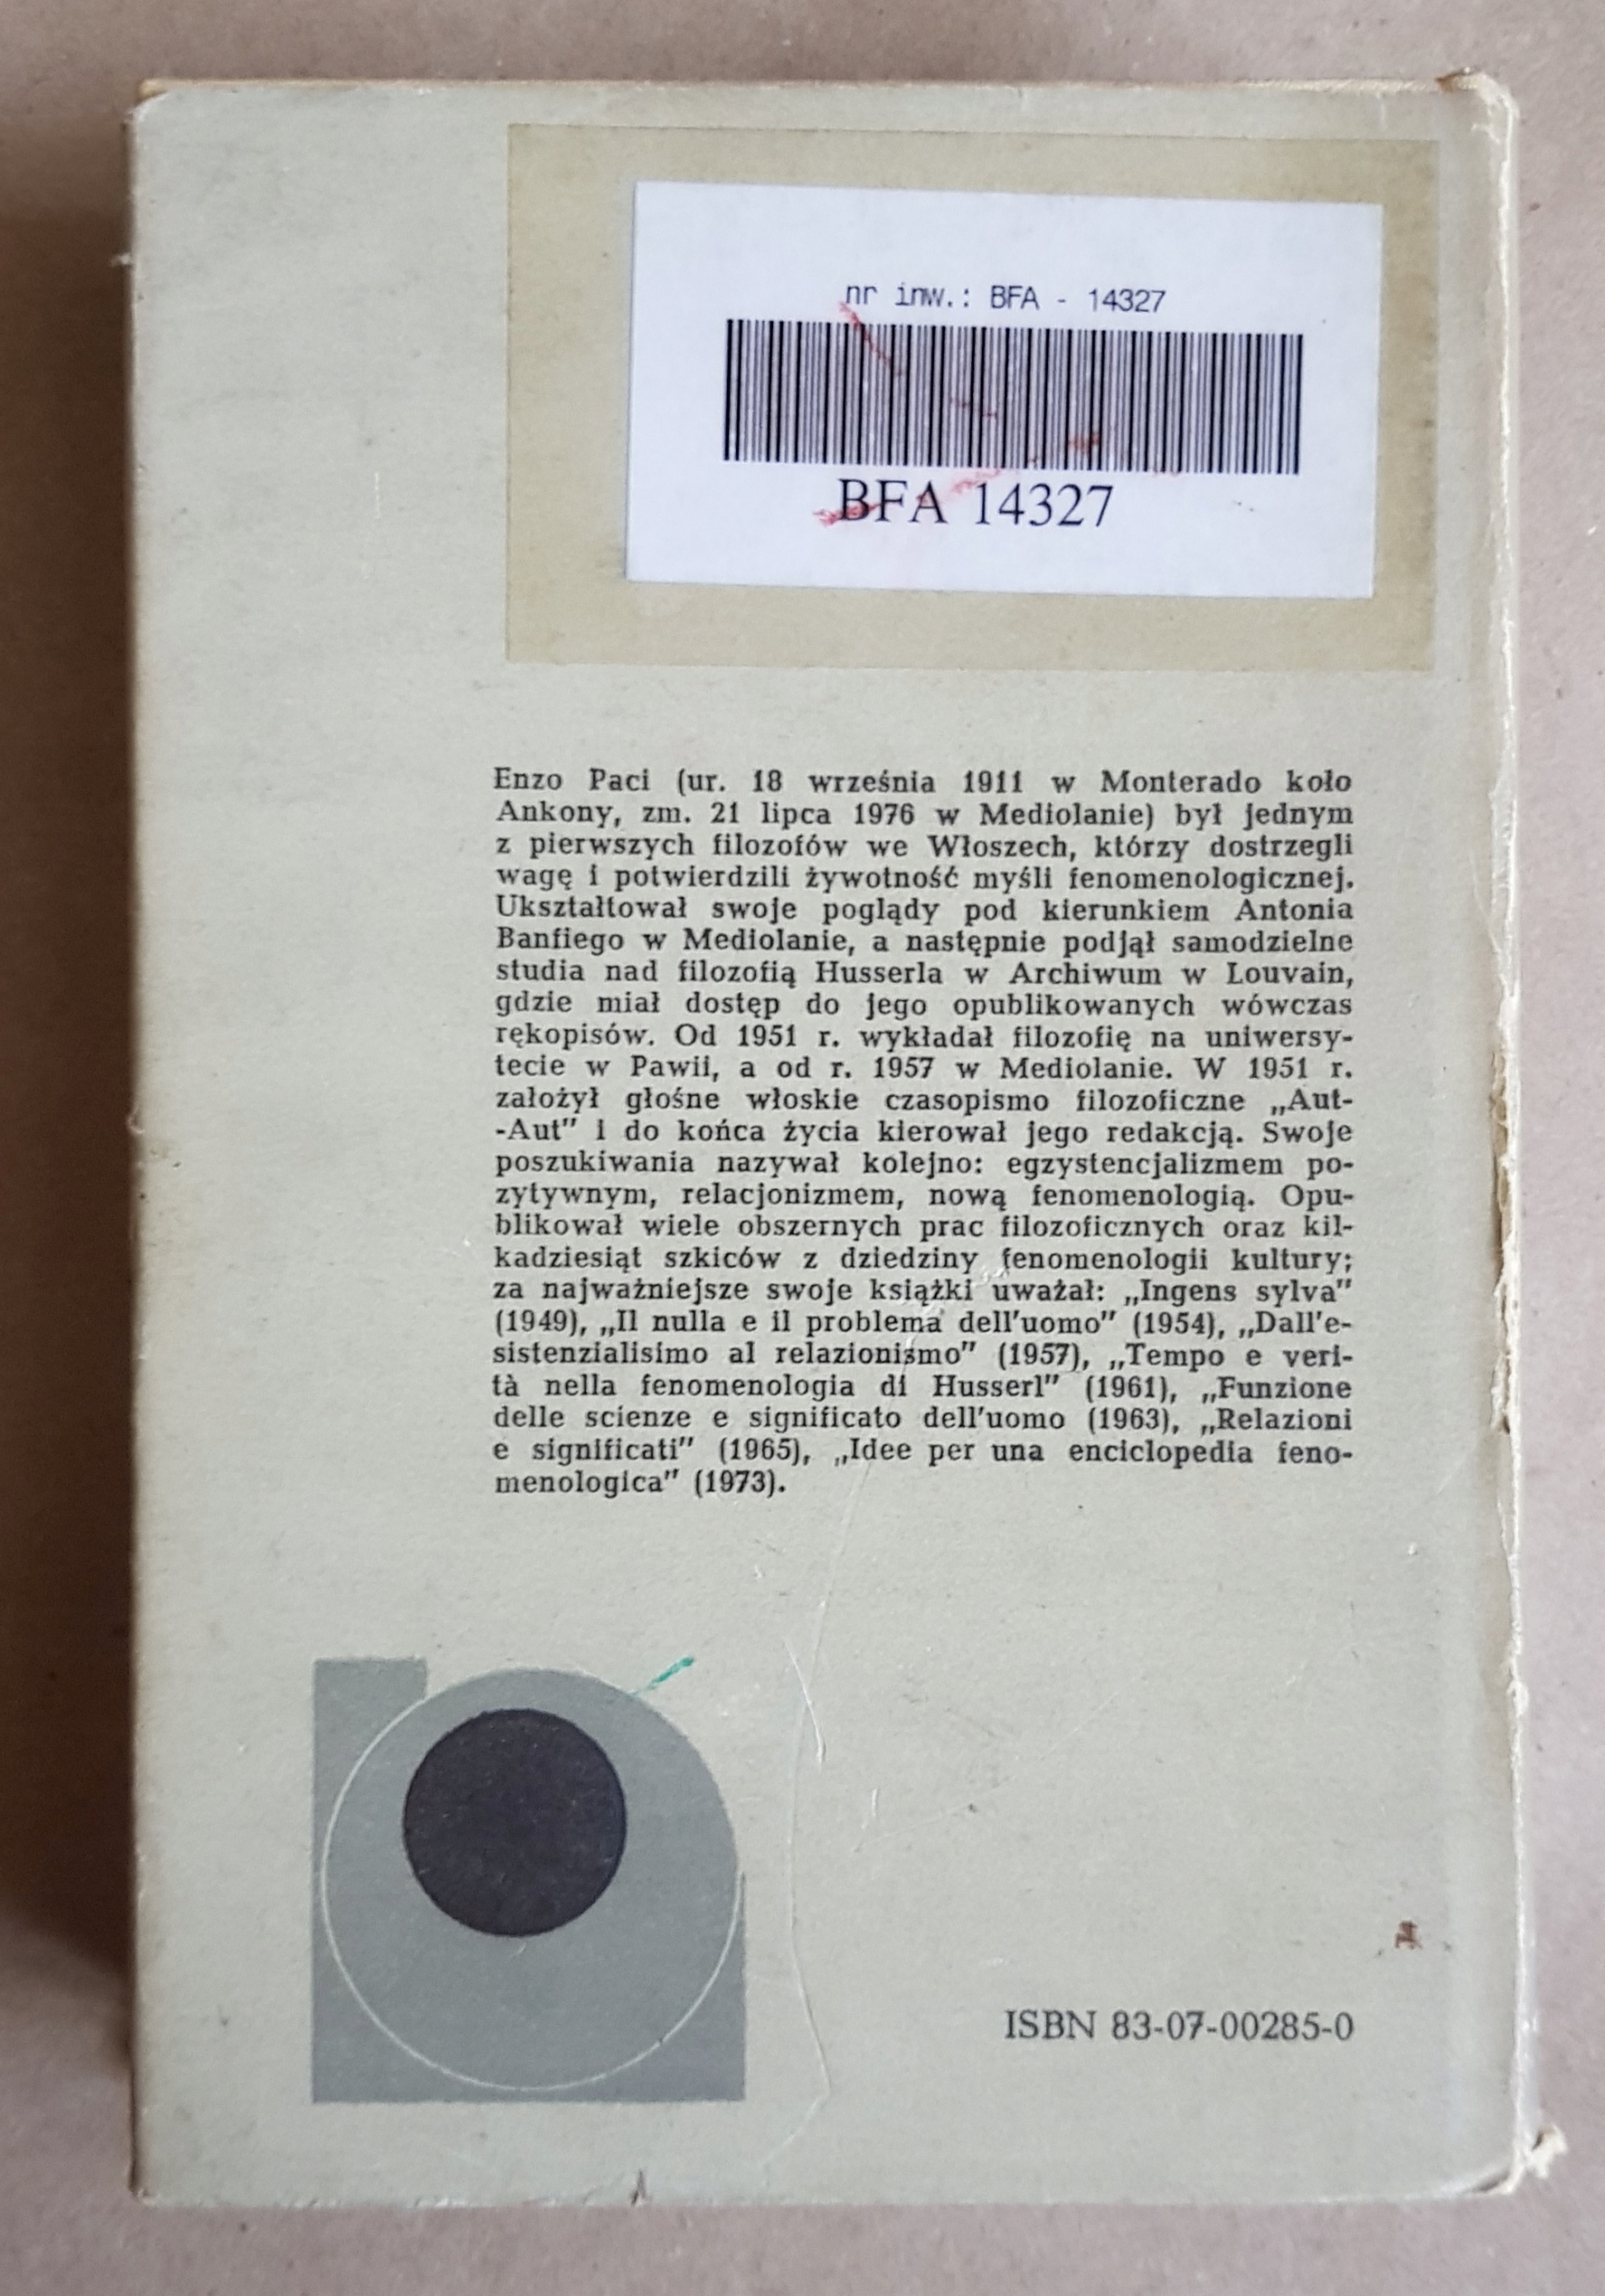 nr inw.: BFA - 14327
BFA 14327
Enzo Paci (ur. 18 września 1911 w Monterado koło
Ankony, zm. 21 lipca 1976 w Mediolanie) był jednym
z pierwszych filozofów we Włoszech, którzy dostrzegli
wagę i potwierdzili żywotność myśli fenomenologicznej.
Ukształtował swoje poglądy pod kierunkiem Antonia
Banfiego w Mediolanie, a następnie podjął samodzielne
studia nad filozofią Husserla w Archiwum w Louvain,
gdzie miał dostęp do jego opublikowanych wówczas
rękopisów. Od 1951 r. wykładał filozofię na uniwersy-
tecie w Pawii, a od r. 1957 w Mediolanie. W 1951 r.
założył głośne włoskie czasopismo filozoficzne „Aut-
-Aut" i do końca życia kierował jego redakcją. Swoje
poszukiwania nazywał kolejno: egzystencjalizmem po-
zytywnym, relacjonizmem, nową fenomenologią. Opu-
blikował wiele obszernych prac filozoficznych oraz kil-
kadziesiąt szkiców z dziedziny fenomenologii kultury;
za najważniejsze swoje książki uważał: „Ingens sylva"
(1949), „Il nulla e il problema dell'uomo" (1954), „Dall'e-
sistenzialisimo al relazionismo" (1957), „Tempo e veri-
tà nella fenomenologia di Husserl" (1961), „Funzione
delle scienze e significato dell'uomo (1963), „Relazioni
e significati" (1965), „Idee per una enciclopedia feno-
menologica" (1973).
ISBN 83-07-00285-0